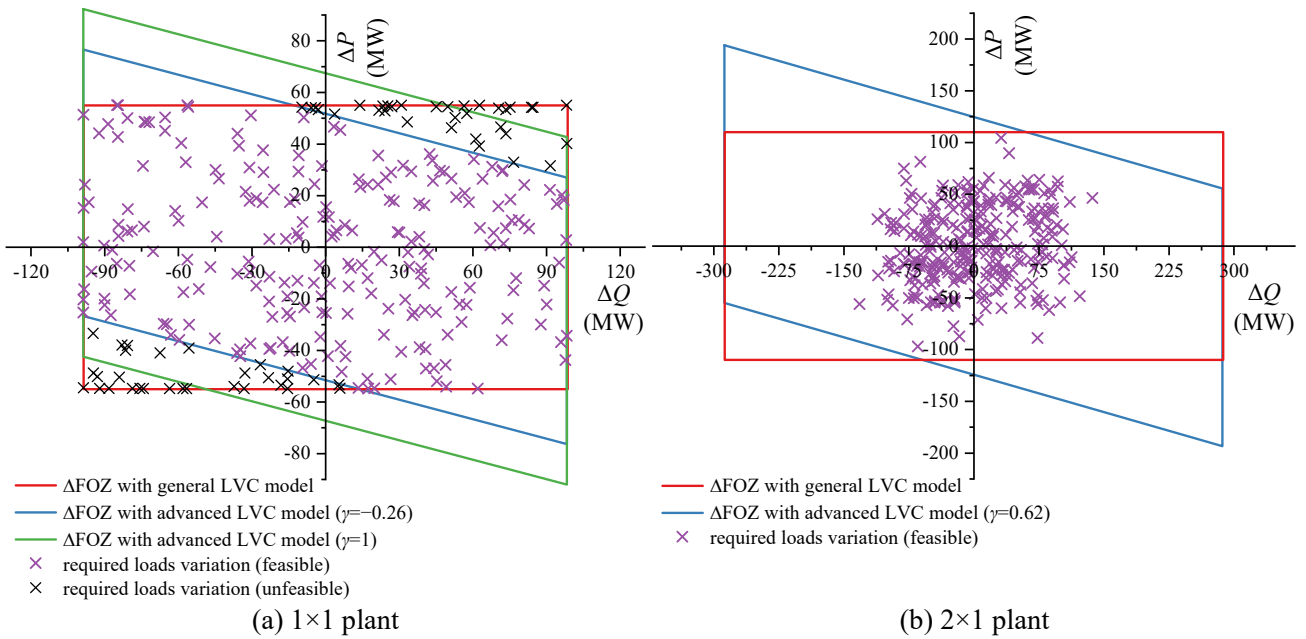 ΔP
(MW)
80
60
40
20
0
-20
-40
-60
-80
-120
-90
-60
-30
0
30
60
90
120
ΔQ
(MW)
ΔFOZ with general LVC model
ΔFOZ with advanced LVC model (γ=−0.26)
ΔFOZ with advanced LVC model (γ=1)
required loads variation (feasible)
required loads variation (unfeasible)
(a) 1×1 plant
ΔP
(MW)
200
150
100
50
0
-50
-100
-150
-200
-300
-225
-150
-75
0
75
150
225
300
ΔQ
(MW)
ΔFOZ with general LVC model
ΔFOZ with advanced LVC model (γ=0.62)
required loads variation (feasible)
(b) 2×1 plant